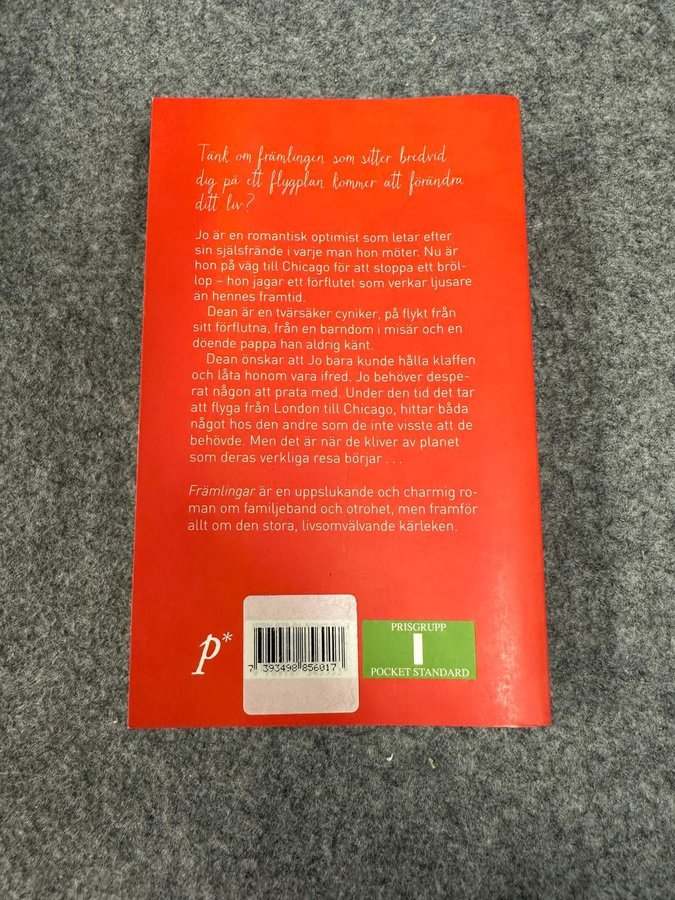 Tänk om främlingen som sitter bredvid
dig på ett flygplan kommer att förändra
ditt liv?
Jo är en romantisk optimist som letar efter
sin själsfrände i varje man hon möter. Nu är
hon på väg till Chicago för att stoppa ett bröl-
lop – hon jagar ett förflutet som verkar ljusare
än hennes framtid.
Dean är en tvärsäker cyniker, på flykt från
sitt förflutna, från en barndom i misär och en
döende pappa han aldrig känt.
Dean önskar att Jo bara kunde hålla klaffen
och låta honom vara ifred. Jo behöver despe-
rat någon att prata med. Under den tid det tar
att flyga från London till Chicago, hittar båda
något hos den andre som de inte visste att de
behövde. Men det är när de kliver av planet
som deras verkliga resa börjar . . .
Främlingar är en uppslukande och charmig ro-
man om familjeband och otrohet, men framför
allt om den stora, livsomvälvande kärleken.
p*
7 393498 856017
PRISGRUPP
I
POCKET STANDARD